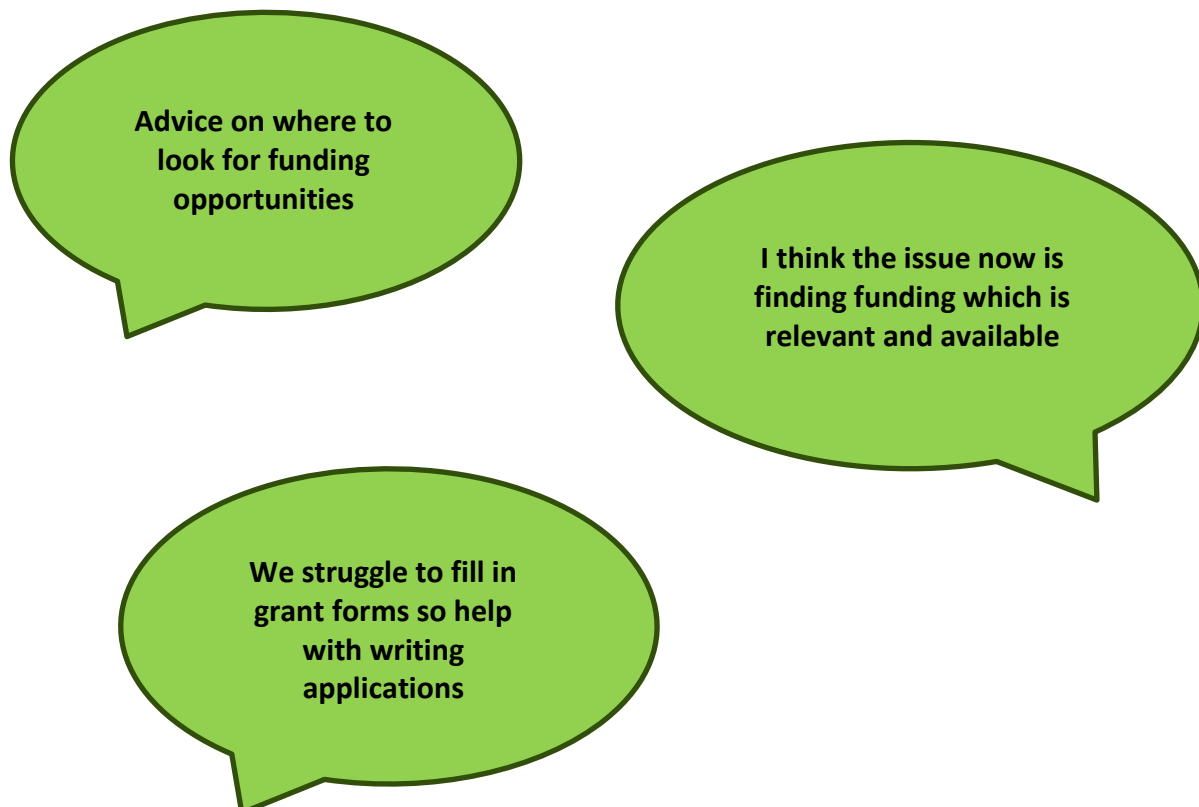 Advice on where to
look for funding
opportunities
I think the issue now is
finding funding which is
relevant and available
We struggle to fill in
grant forms so help
with writing
applications